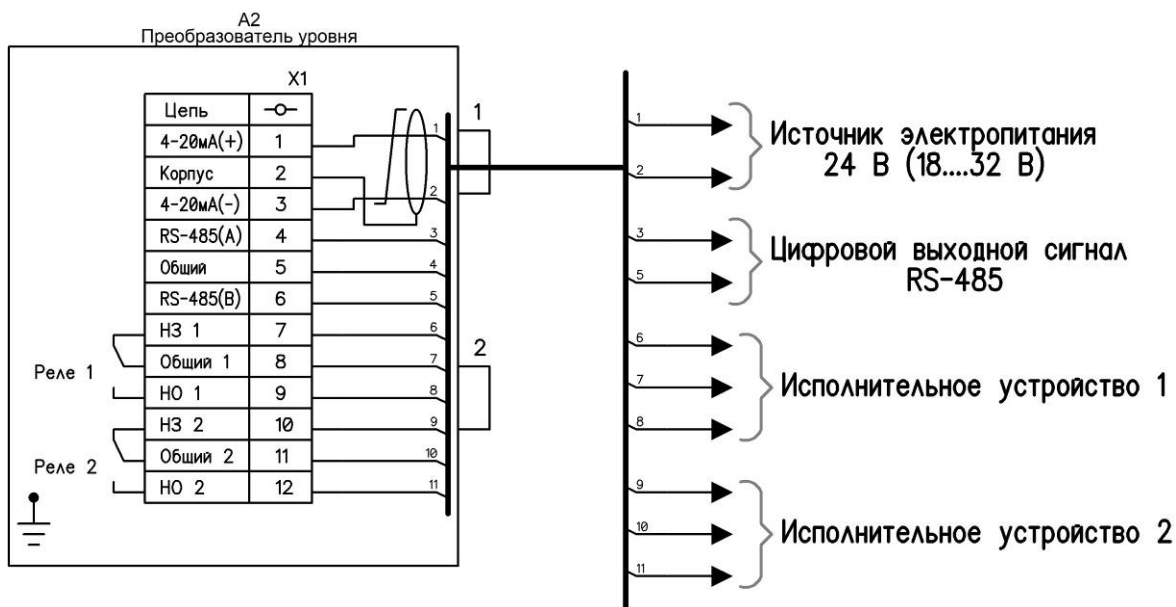 А2
Преобразователь уровня
X1
Цепь
4-20мА(+) 1
Корпус 2
4-20мА(-) 3
RS-485(А) 4
Общий 5
RS-485(В) 6
НЗ 1 7
Общий 1 8
НО 1 9
НЗ 2 10
Общий 2 11
НО 2 12
Реле 1
Реле 2
1
2
3
4
5
6
7
8
9
10
11
1
2
1
2
Источник электропитания
24 В (18....32 В)
3
5
Цифровой выходной сигнал
RS-485
6
7
8
Исполнительное устройство 1
9
10
11
Исполнительное устройство 2